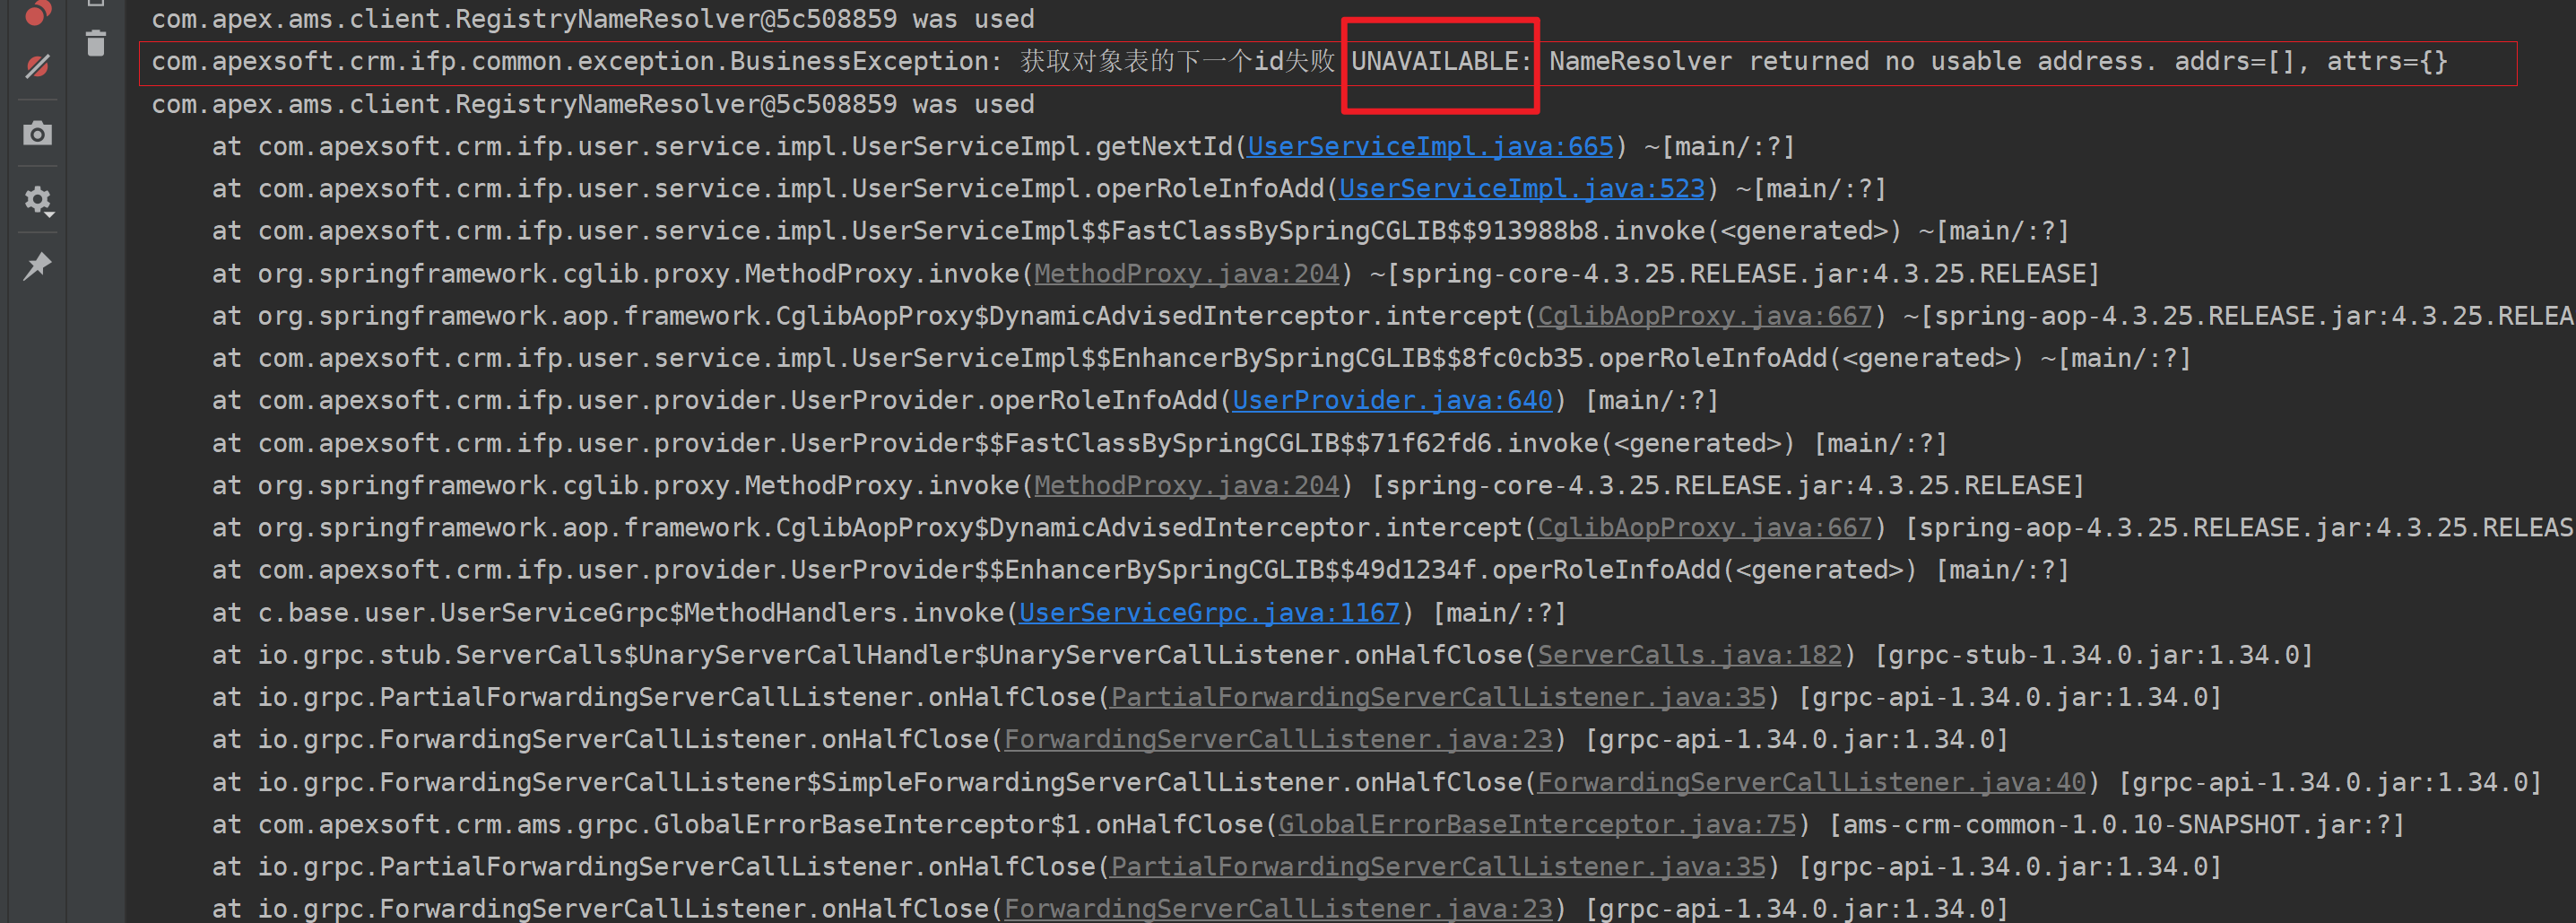 com.apex.ams.client.RegistryNameResolver@5c508859 was used
com.apexsoft.crm.ifp.common.exception.BusinessException: 获取对象表的下一个id失败 UNAVAILABLE: NameResolver returned no usable address. addrs=[], attrs={}
com.apex.ams.client.RegistryNameResolver@5c508859 was used
at com.apexsoft.crm.ifp.user.service.impl.UserServiceImpl.getNextId(UserServiceImpl.java:665) ~[main/:?]
at com.apexsoft.crm.ifp.user.service.impl.UserServiceImpl.operRoleInfoAdd(UserServiceImpl.java:523) ~[main/:?]
at com.apexsoft.crm.ifp.user.service.impl.UserServiceImpl$$FastClassBySpringCGLIB$$913988b8.invoke(<generated>) ~[main/:?]
at org.springframework.cglib.proxy.MethodProxy.invoke(MethodProxy.java:204) ~[spring-core-4.3.25.RELEASE.jar:4.3.25.RELEASE]
at org.springframework.aop.framework.CglibAopProxy$DynamicAdvisedInterceptor.intercept(CglibAopProxy.java:667) ~[spring-aop-4.3.25.RELEASE.jar:4.3.25.RELEA
at com.apexsoft.crm.ifp.user.service.impl.UserServiceImpl$$EnhancerBySpringCGLIB$$8fc0cb35.operRoleInfoAdd(<generated>) ~[main/:?]
at com.apexsoft.crm.ifp.user.provider.UserProvider.operRoleInfoAdd(UserProvider.java:640) [main/:?]
at com.apexsoft.crm.ifp.user.provider.UserProvider$$FastClassBySpringCGLIB$$71f62fd6.invoke(<generated>) [main/:?]
at org.springframework.cglib.proxy.MethodProxy.invoke(MethodProxy.java:204) [spring-core-4.3.25.RELEASE.jar:4.3.25.RELEASE]
at org.springframework.aop.framework.CglibAopProxy$DynamicAdvisedInterceptor.intercept(CglibAopProxy.java:667) [spring-aop-4.3.25.RELEASE.jar:4.3.25.RELEAS
at com.apexsoft.crm.ifp.user.provider.UserProvider$$EnhancerBySpringCGLIB$$49d1234f.operRoleInfoAdd(<generated>) [main/:?]
at c.base.user.UserServiceGrpc$MethodHandlers.invoke(UserServiceGrpc.java:1167) [main/:?]
at io.grpc.stub.ServerCalls$UnaryServerCallHandler$UnaryServerCallListener.onHalfClose(ServerCalls.java:182) [grpc-stub-1.34.0.jar:1.34.0]
at io.grpc.PartialForwardingServerCallListener.onHalfClose(PartialForwardingServerCallListener.java:35) [grpc-api-1.34.0.jar:1.34.0]
at io.grpc.ForwardingServerCallListener.onHalfClose(ForwardingServerCallListener.java:23) [grpc-api-1.34.0.jar:1.34.0]
at io.grpc.ForwardingServerCallListener$SimpleForwardingServerCallListener.onHalfClose(ForwardingServerCallListener.java:40) [grpc-api-1.34.0.jar:1.34.0]
at com.apexsoft.crm.ams.grpc.GlobalErrorBaseInterceptor$1.onHalfClose(GlobalErrorBaseInterceptor.java:75) [ams-crm-common-1.0.10-SNAPSHOT.jar:?]
at io.grpc.PartialForwardingServerCallListener.onHalfClose(PartialForwardingServerCallListener.java:35) [grpc-api-1.34.0.jar:1.34.0]
at io.grpc.ForwardingServerCallListener.onHalfClose(ForwardingServerCallListener.java:23) [grpc-api-1.34.0.jar:1.34.0]